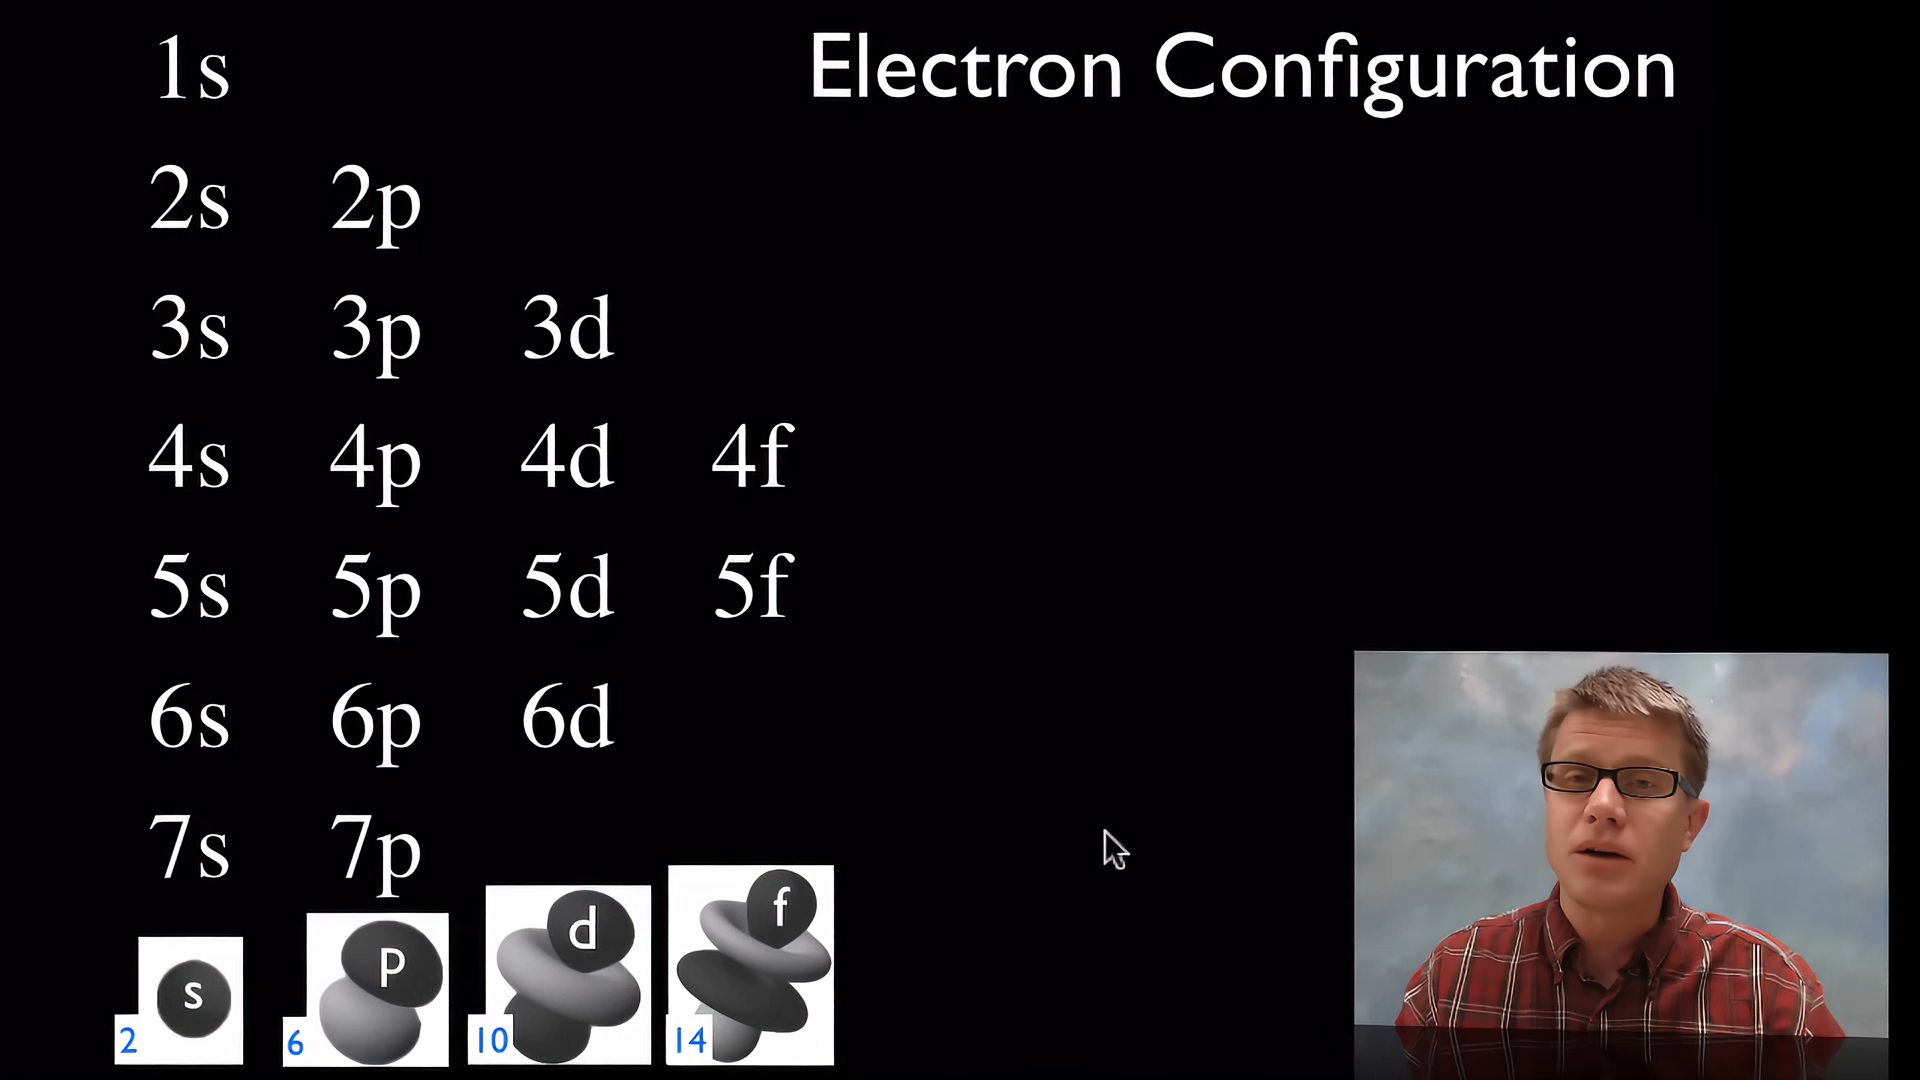 Electron Configuration
1s
2s 2p
3s 3p 3d
4s 4p 4d 4f
5s 5p 5d 5f
6s 6p 6d
7s 7p
s p d f
2 6 10 14